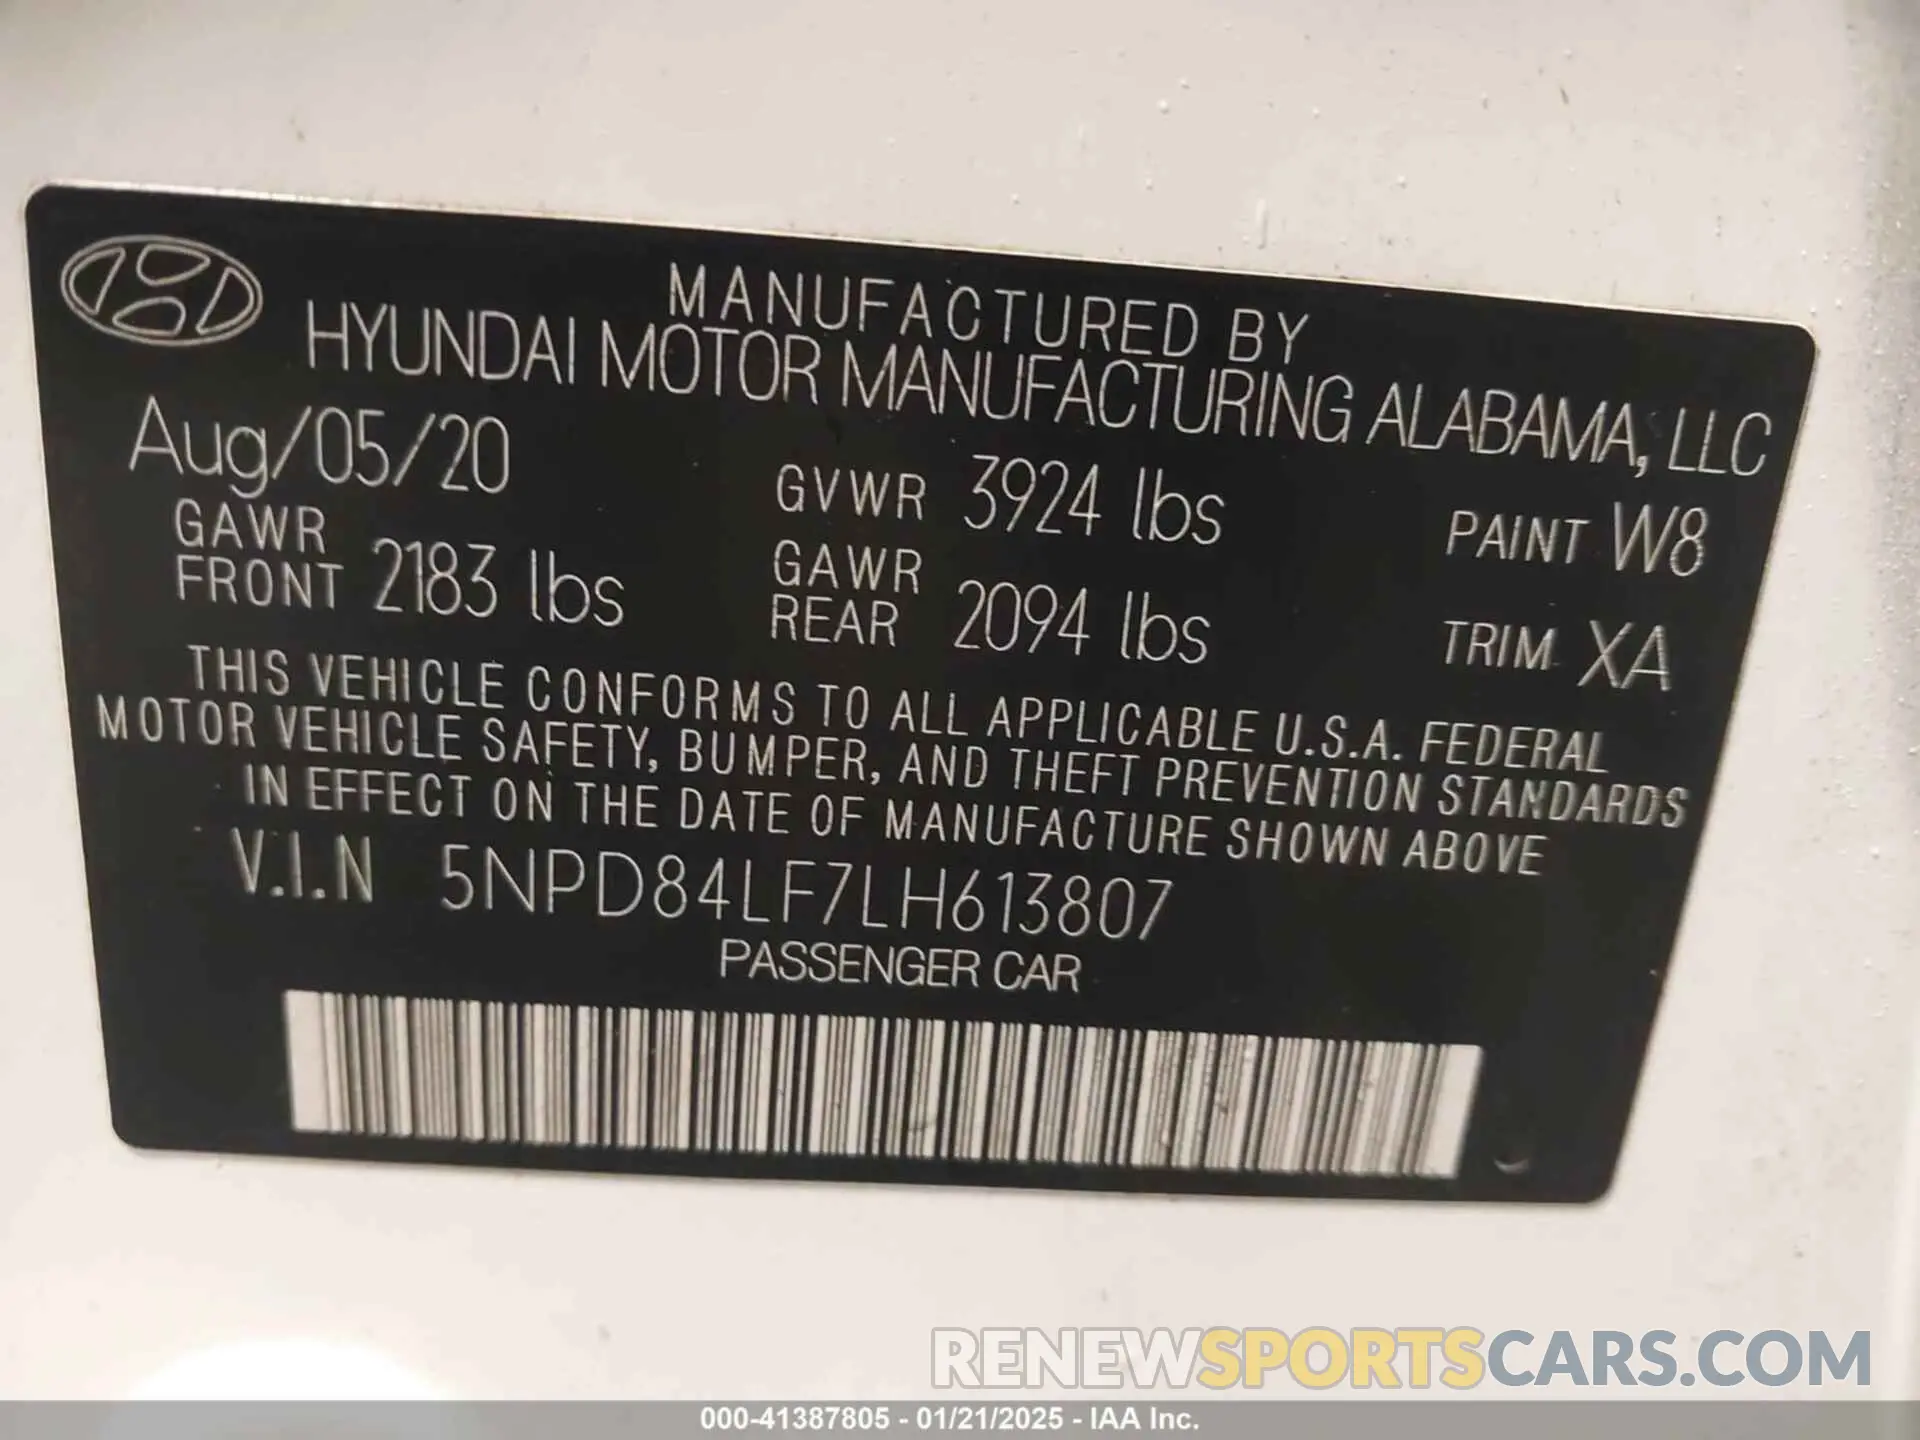 MANUFACTURED BY
HYUNDAI MOTOR MANUFACTURING ALABAMA, LLC
Aug/05/20
GVWR 3924 lbs
PAINT W8
GAWR
FRONT 2183 lbs
GAWR
REAR 2094 lbs
TRIM XA
THIS VEHICLE CONFORMS TO ALL APPLICABLE U.S.A. FEDERAL
MOTOR VEHICLE SAFETY, BUMPER, AND THEFT PREVENTION STANDARDS
IN EFFECT ON THE DATE OF MANUFACTURE SHOWN ABOVE
V.I.N 5NPD84LF7LH613807
PASSENGER CAR
RENEWSPORTSCARS.COM
000-41387805 - 01/21/2025 - IAA Inc.